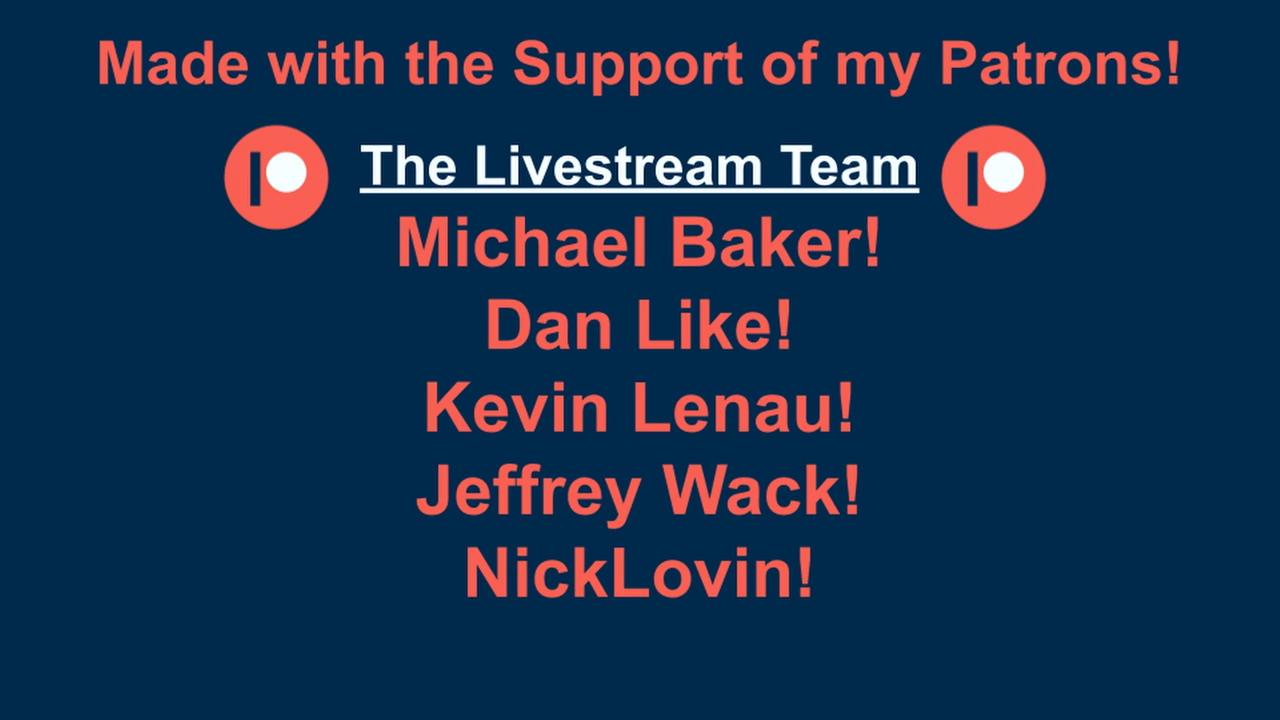 Made with the Support of my Patrons!
The Livestream Team
Michael Baker!
Dan Like!
Kevin Lenau!
Jeffrey Wack!
NickLovin!